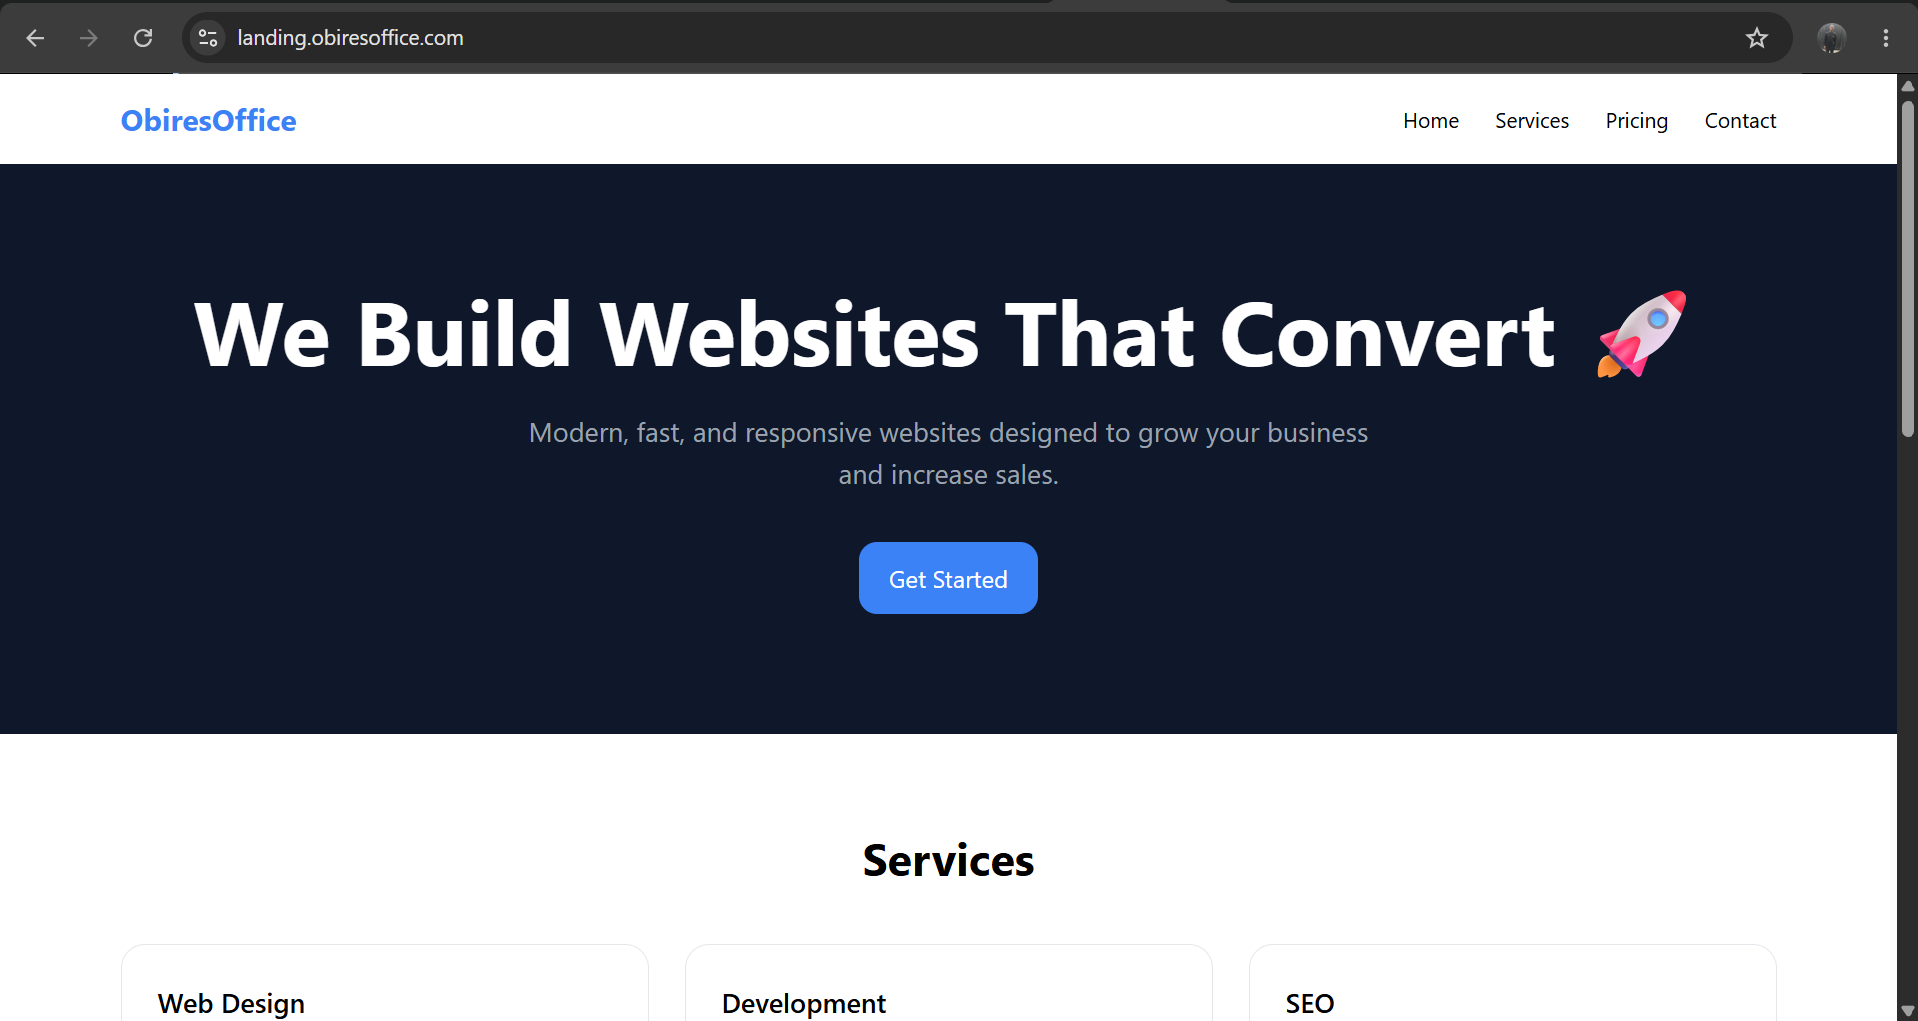 landing.obiresoffice.com
ObiresOffice
Home Services Pricing Contact
We Build Websites That Convert 🚀
Modern, fast, and responsive websites designed to grow your business
and increase sales.
Get Started
Services
Web Design Development SEO